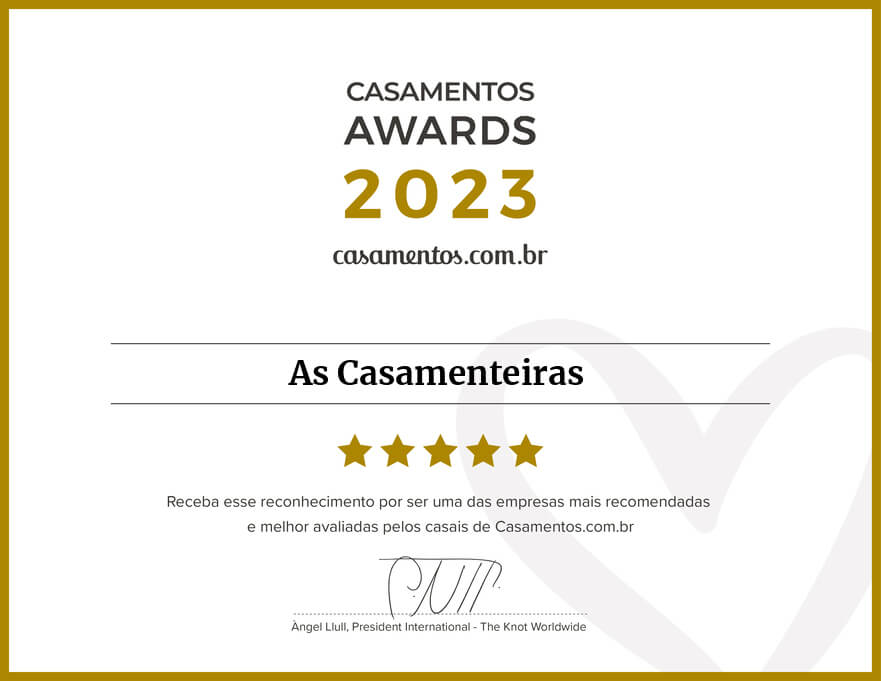 CASAMENTOS
AWARDS
2023
casamentos.com.br
As Casamenteiras
Receba esse reconhecimento por ser uma das empresas mais recomendadas
e melhor avaliadas pelos casais de Casamentos.com.br
Àngel Llull, President International - The Knot Worldwide